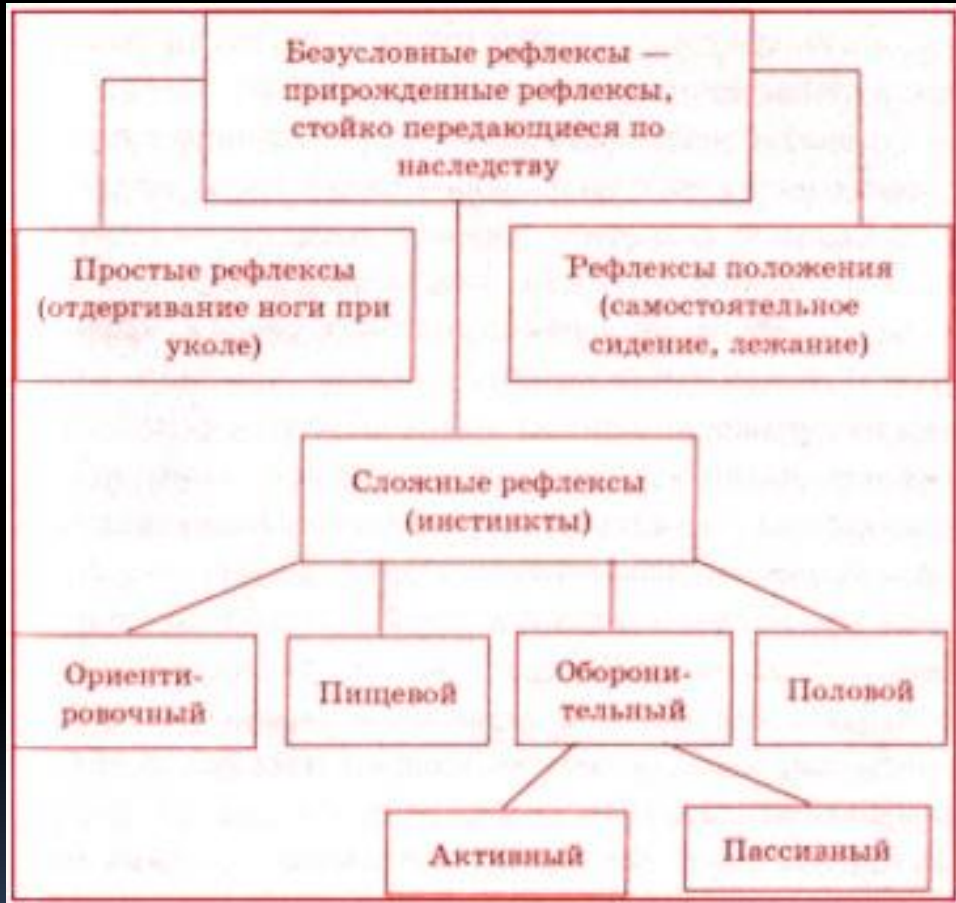 Безусловные рефлексы —
прирожденные рефлексы,
стойко передающиеся по
наследству
Простые рефлексы
(отдергивание ноги при
уколе)
Рефлексы положения
(самостоятельное
сидение, лежание)
Сложные рефлексы
(инстинкты)
Ориенти-
ровочный
Пищевой
Оборони-
тельный
Половой
Активный
Пассивный